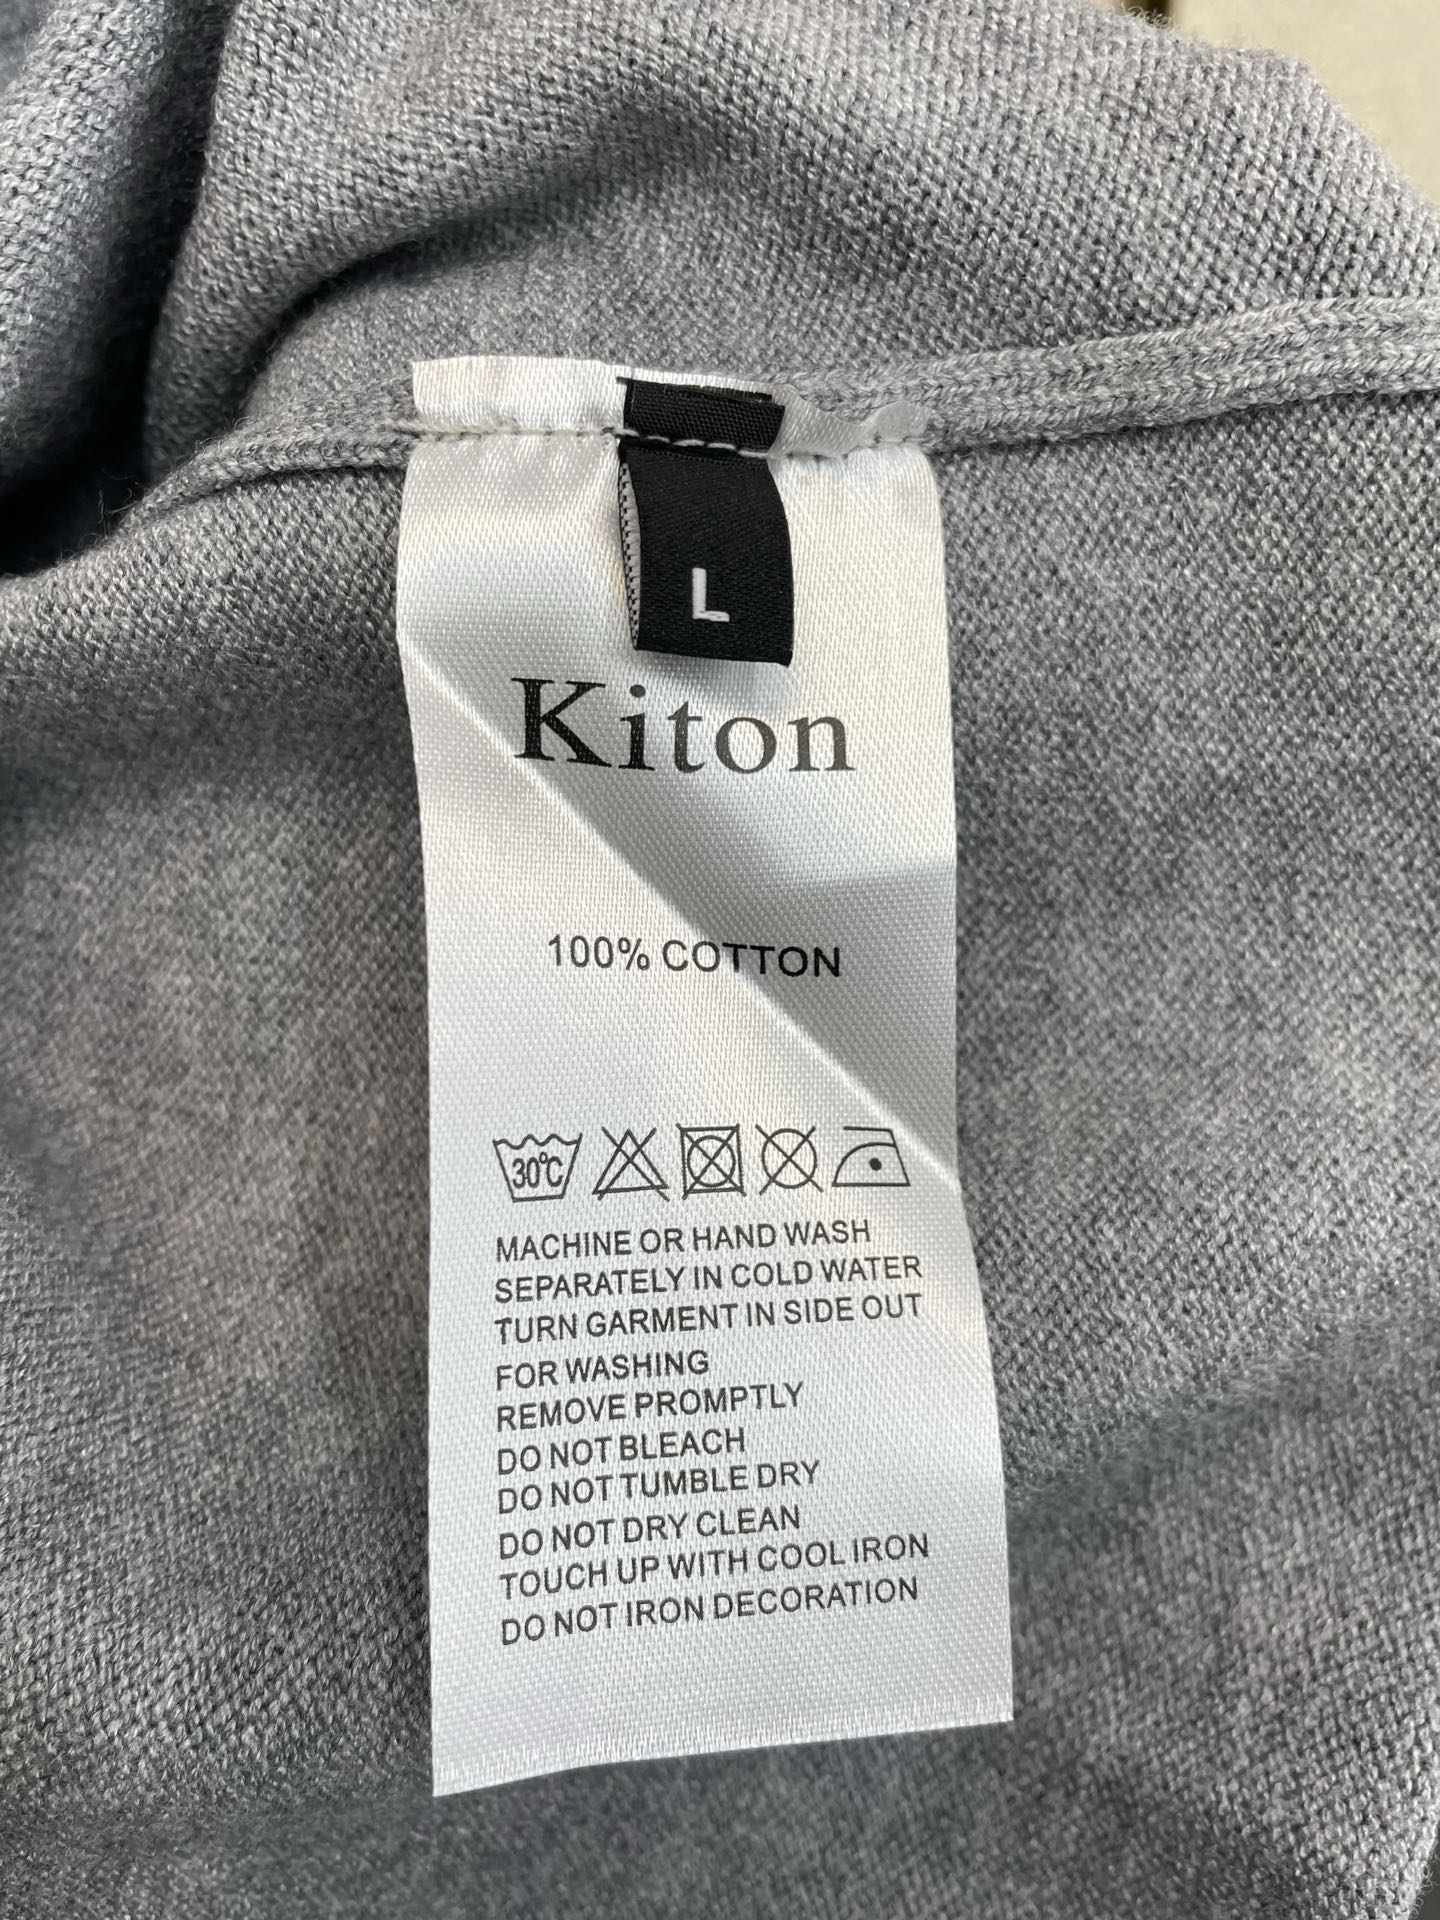 L
Kiton
100% COTTON
30°C
MACHINE OR HAND WASH
SEPARATELY IN COLD WATER
TURN GARMENT IN SIDE OUT
FOR WASHING
REMOVE PROMPTLY
DO NOT BLEACH
DO NOT TUMBLE DRY
DO NOT DRY CLEAN
TOUCH UP WITH COOL IRON
DO NOT IRON DECORATION